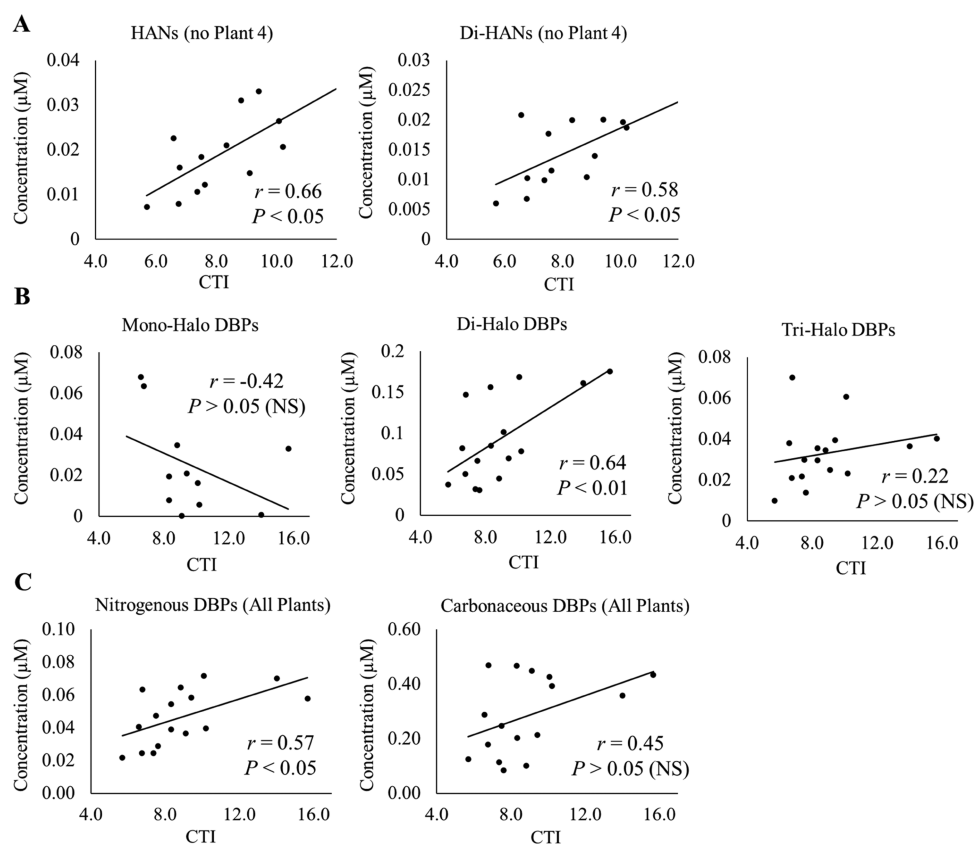 A
HANs (no Plant 4)
Concentration (µM)
0.04
0.03
0.02
0.01
0
4.0 6.0 8.0 10.0 12.0
CTI
r = 0.66
P < 0.05
Di-HANs (no Plant 4)
Concentration (µM)
0.03
0.025
0.02
0.015
0.01
0.005
0
4.0 6.0 8.0 10.0 12.0
CTI
r = 0.58
P < 0.05
B
Mono-Halo DBPs
Concentration (µM)
0.08
0.06
0.04
0.02
0
4.0 8.0 12.0 16.0
CTI
r = -0.42
P > 0.05 (NS)
Di-Halo DBPs
Concentration (µM)
0.2
0.15
0.1
0.05
0
4.0 8.0 12.0 16.0
CTI
r = 0.64
P < 0.01
Tri-Halo DBPs
Concentration (µM)
0.08
0.06
0.04
0.02
0
4.0 8.0 12.0 16.0
CTI
r = 0.22
P > 0.05 (NS)
C
Nitrogenous DBPs (All Plants)
Concentration (µM)
0.10
0.08
0.06
0.04
0.02
0.00
4.0 8.0 12.0 16.0
CTI
r = 0.57
P < 0.05
Carbonaceous DBPs (All Plants)
Concentration (µM)
0.60
0.40
0.20
0.00
4.0 8.0 12.0 16.0
CTI
r = 0.45
P > 0.05 (NS)